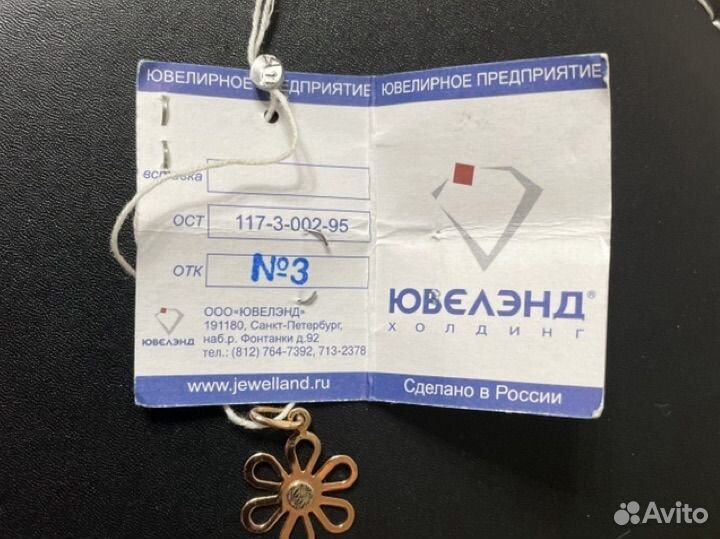 ЮВЕЛИРНОЕ ПРЕДПРИЯТИЕ
вставка
ОСТ 117-3-002-95
ОТК №3
ЮВЕЛЭНД
ООО«ЮВЕЛЭНД»
191180, Санкт-Петербург,
наб.р. Фонтанки д.92
тел.: (812) 764-7392, 713-2378
www.jewelland.ru
ЮВЕЛИРНОЕ ПРЕДПРИЯТИЕ
ЮВЕЛЭНД®
ХОЛДИНГ
Сделано в России
Avito